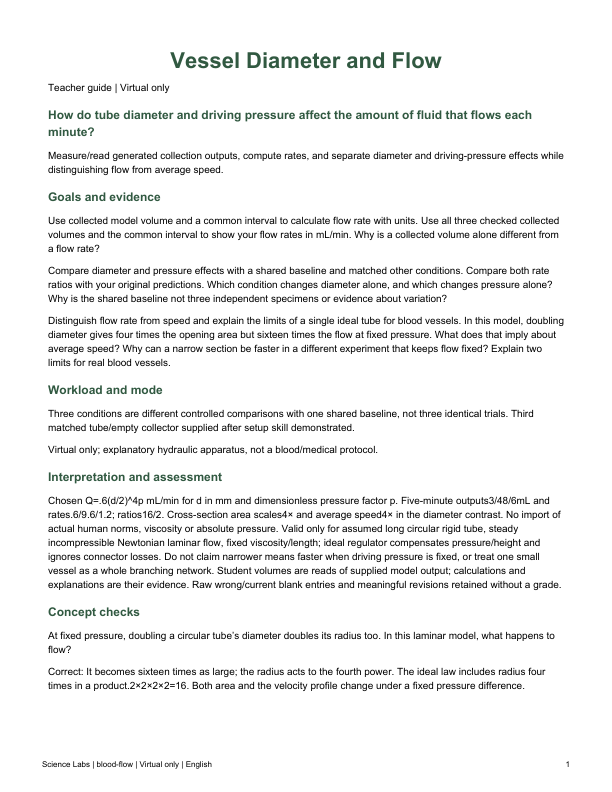 Vessel Diameter and Flow
Teacher guide | Virtual only
How do tube diameter and driving pressure affect the amount of fluid that flows each
minute?
Measure/read generated collection outputs, compute rates, and separate diameter and driving-pressure effects while
distinguishing flow from average speed.
Goals and evidence
Use collected model volume and a common interval to calculate flow rate with units. Use all three checked collected
volumes and the common interval to show your flow rates in mL/min. Why is a collected volume alone different from
a flow rate?
Compare diameter and pressure effects with a shared baseline and matched other conditions. Compare both rate
ratios with your original predictions. Which condition changes diameter alone, and which changes pressure alone?
Why is the shared baseline not three independent specimens or evidence about variation?
Distinguish flow rate from speed and explain the limits of a single ideal tube for blood vessels. In this model, doubling
diameter gives four times the opening area but sixteen times the flow at fixed pressure. What does that imply about
average speed? Why can a narrow section be faster in a different experiment that keeps flow fixed? Explain two
limits for real blood vessels.
Workload and mode
Three conditions are different controlled comparisons with one shared baseline, not three identical trials. Third
matched tube/empty collector supplied after setup skill demonstrated.
Virtual only; explanatory hydraulic apparatus, not a blood/medical protocol.
Interpretation and assessment
Chosen Q=.6(d/2)^4p mL/min for d in mm and dimensionless pressure factor p. Five-minute outputs3/48/6mL and
rates.6/9.6/1.2; ratios16/2. Cross-section area scales4× and average speed4× in the diameter contrast. No import of
actual human norms, viscosity or absolute pressure. Valid only for assumed long circular rigid tube, steady
incompressible Newtonian laminar flow, fixed viscosity/length; ideal regulator compensates pressure/height and
ignores connector losses. Do not claim narrower means faster when driving pressure is fixed, or treat one small
vessel as a whole branching network. Student volumes are reads of supplied model output; calculations and
explanations are their evidence. Raw wrong/current blank entries and meaningful revisions retained without a grade.
Concept checks
At fixed pressure, doubling a circular tube's diameter doubles its radius too. In this laminar model, what happens to
flow?
Correct: It becomes sixteen times as large; the radius acts to the fourth power. The ideal law includes radius four
times in a product.2×2×2×2=16. Both area and the velocity profile change under a fixed pressure difference.
Science Labs | blood-flow | Virtual only | English
1